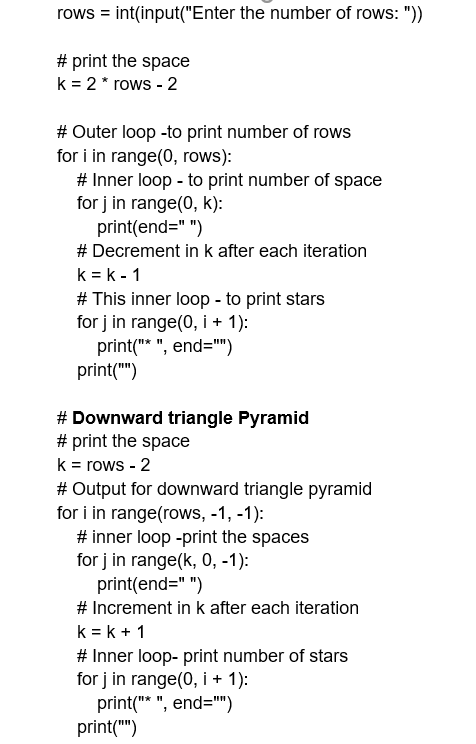 rows = int(input("Enter the number of rows: "))
# print the space
k = 2 * rows - 2
# Outer loop -to print number of rows
for i in range(0, rows):
# Inner loop - to print number of space
for j in range(0, k):
print(end=" ")
# Decrement in k after each iteration
k = k - 1
# This inner loop - to print stars
for j in range(0, i + 1):
print("* ", end="")
print("")
# Downward triangle Pyramid
# print the space
k = rows - 2
# Output for downward triangle pyramid
for i in range(rows, -1, -1):
# inner loop -print the spaces
for j in range(k, 0, -1):
print(end=" ")
# Increment in k after each iteration
k = k + 1
# Inner loop- print number of stars
for j in range(0, i + 1):
print("* ", end="")
print("")